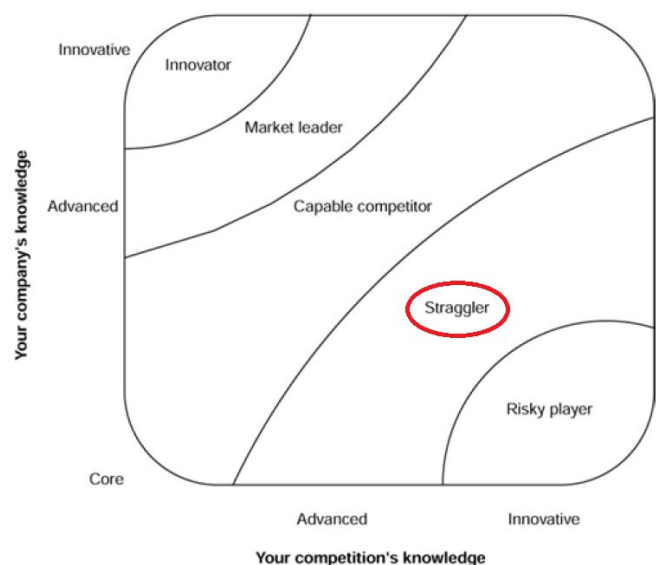 Innovative
Innovator
Market leader
Advanced
Capable competitor
Your company's knowledge
Straggler
Risky player
Core
Advanced
Innovative
Your competition's knowledge